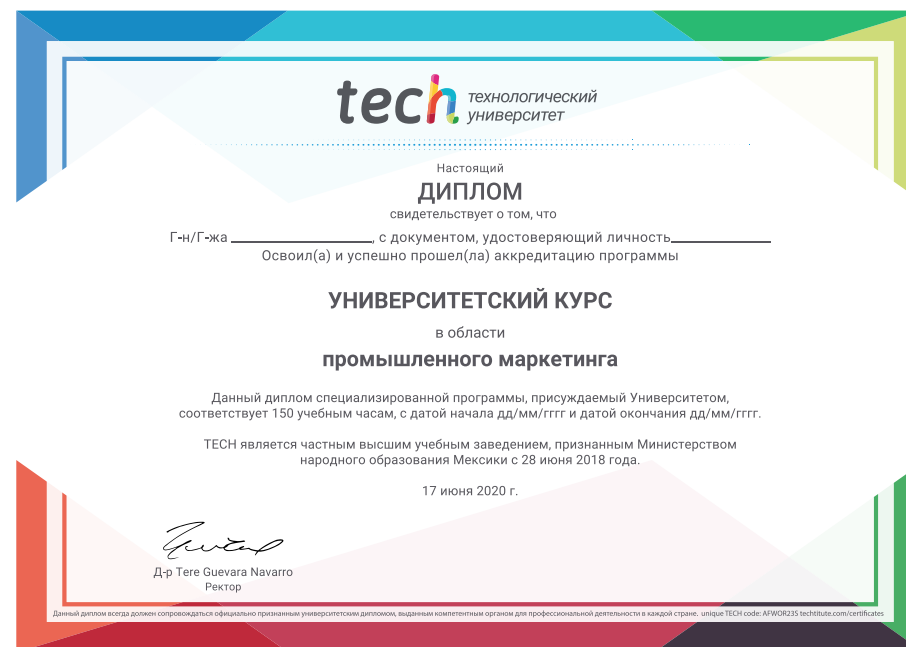 tech технологический
университет
Настоящий
ДИПЛОМ
свидетельствует о том, что
Г-н/Г-жа ____________________, с документом, удостоверяющий личность______________
Освоил(а) и успешно прошел(ла) аккредитацию программы
УНИВЕРСИТЕТСКИЙ КУРС
в области
промышленного маркетинга
Данный диплом специализированной программы, присуждаемый Университетом,
соответствует 150 учебным часам, с датой начала дд/мм/гггг и датой окончания дд/мм/гггг.
TECH является частным высшим учебным заведением, признанным Министерством
народного образования Мексики с 28 июня 2018 года.
17 июня 2020 г.
Д-р Tere Guevara Navarro
Ректор
Данный диплом всегда должен сопровождаться официально признанным университетским дипломом, выданным компетентным органом для профессиональной деятельности в каждой стране. unique TECH code: AFWOR23S techtitute.com/certificates